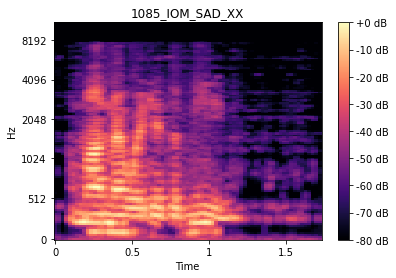 1085_IOM_SAD_XX
8192
4096
2048
1024
512
0
Hz
0
0.5
1
1.5
Time
+0 dB
-10 dB
-20 dB
-30 dB
-40 dB
-50 dB
-60 dB
-70 dB
-80 dB